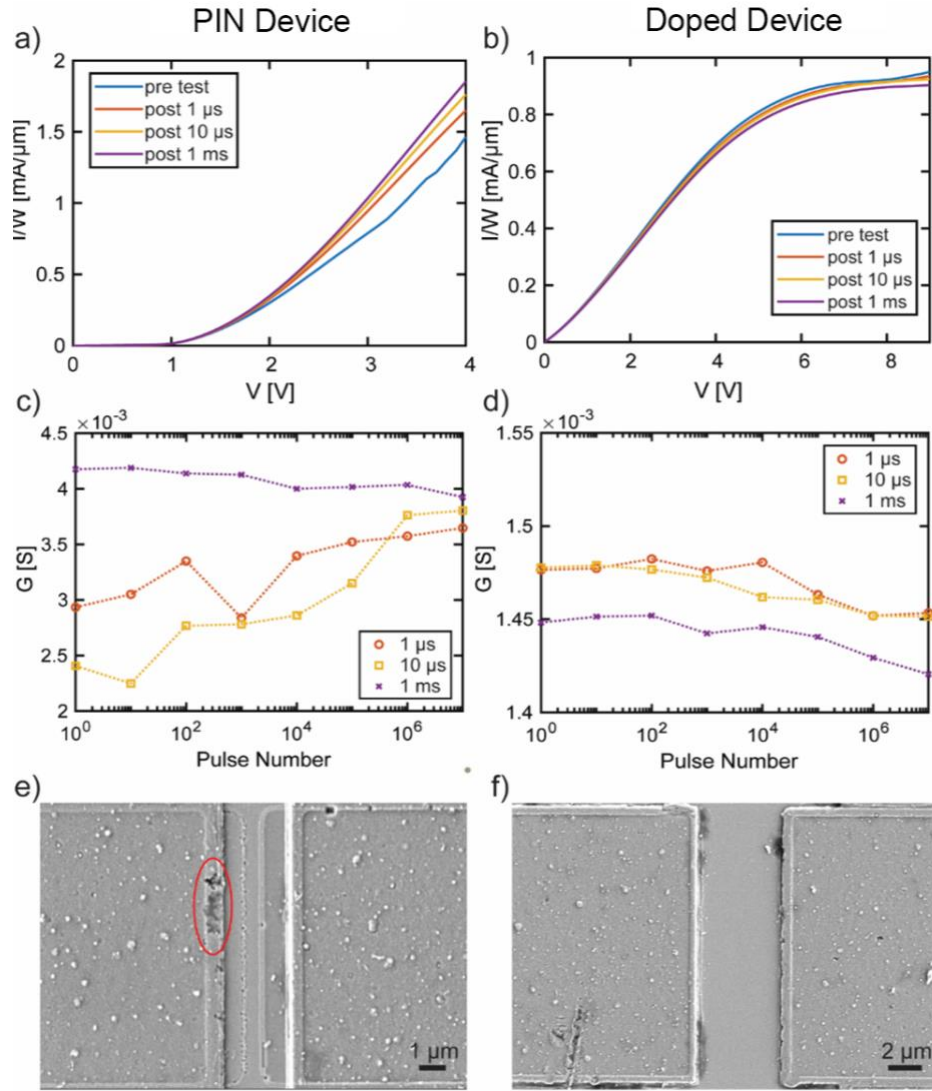 PIN Device
Doped Device
a)
2
1.5
1
0.5
0
I/W [mA/µm]
pre test
post 1 µs
post 10 µs
post 1 ms
0
1
2
3
4
V [V]
b)
1
0.8
0.6
0.4
0.2
0
I/W [mA/µm]
pre test
post 1 µs
post 10 µs
post 1 ms
0
2
4
6
8
V [V]
c)
× 10⁻³
4.5
4
3.5
3
2.5
2
G [S]
1 µs
10 µs
1 ms
10⁰
10²
10⁴
10⁶
Pulse Number
d)
× 10⁻³
1.55
1.5
1.45
1.4
G [S]
1 µs
10 µs
1 ms
10⁰
10²
10⁴
10⁶
Pulse Number
e)
1 µm
f)
2 µm